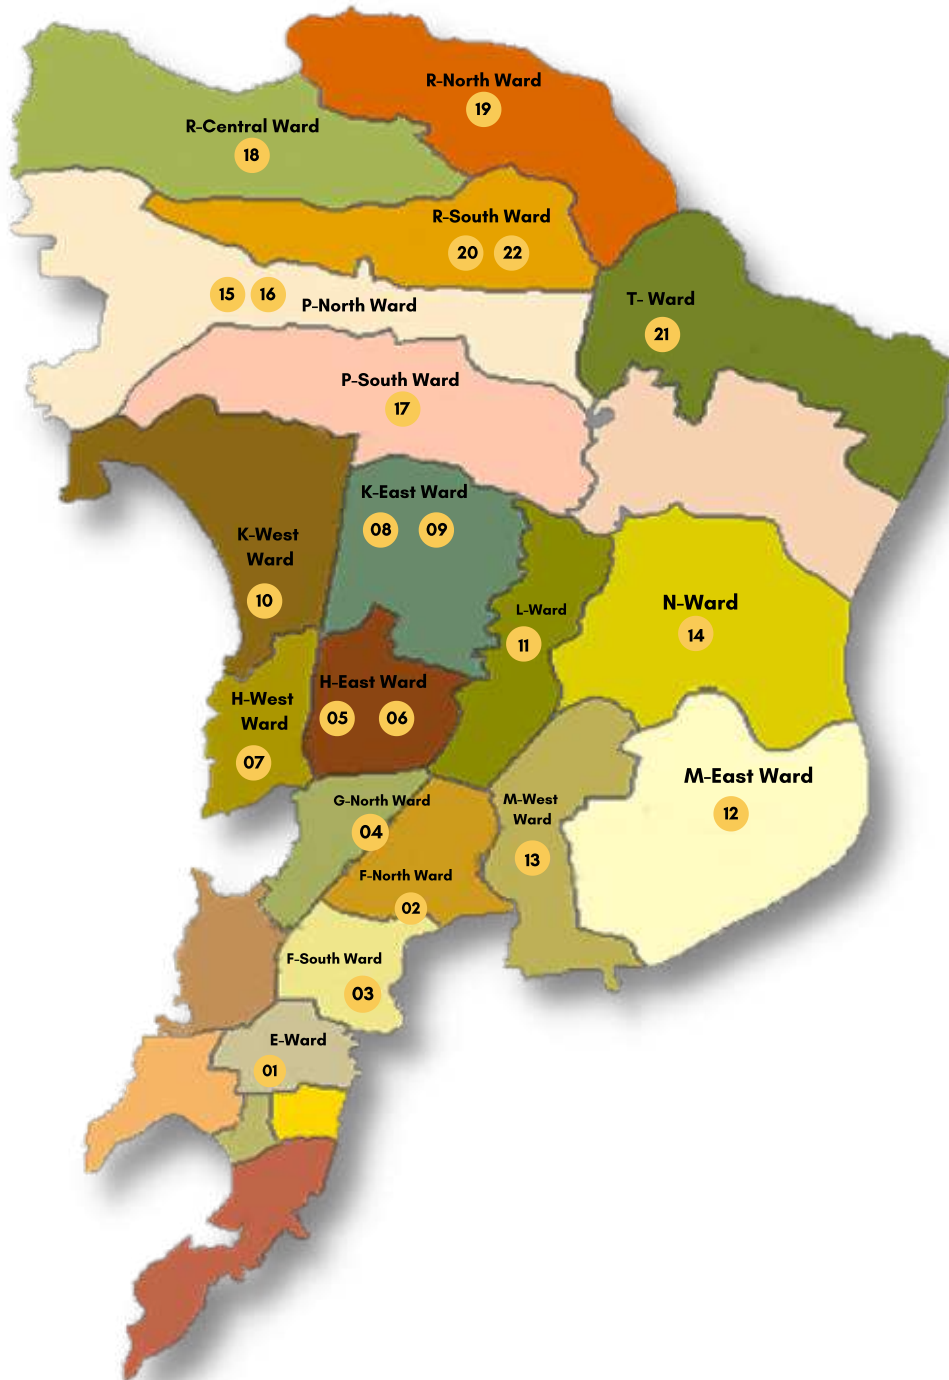 R-North Ward
19
R-Central Ward
18
R-South Ward
20 22
15 16
P-North Ward
T- Ward
21
P-South Ward
17
K-East Ward
08 09
K-West
Ward
10
L-Ward
11
N-Ward
14
H-East Ward
05 06
H-West
Ward
07
M-East Ward
12
G-North Ward
04
M-West
Ward
13
F-North Ward
02
F-South Ward
03
E-Ward
01